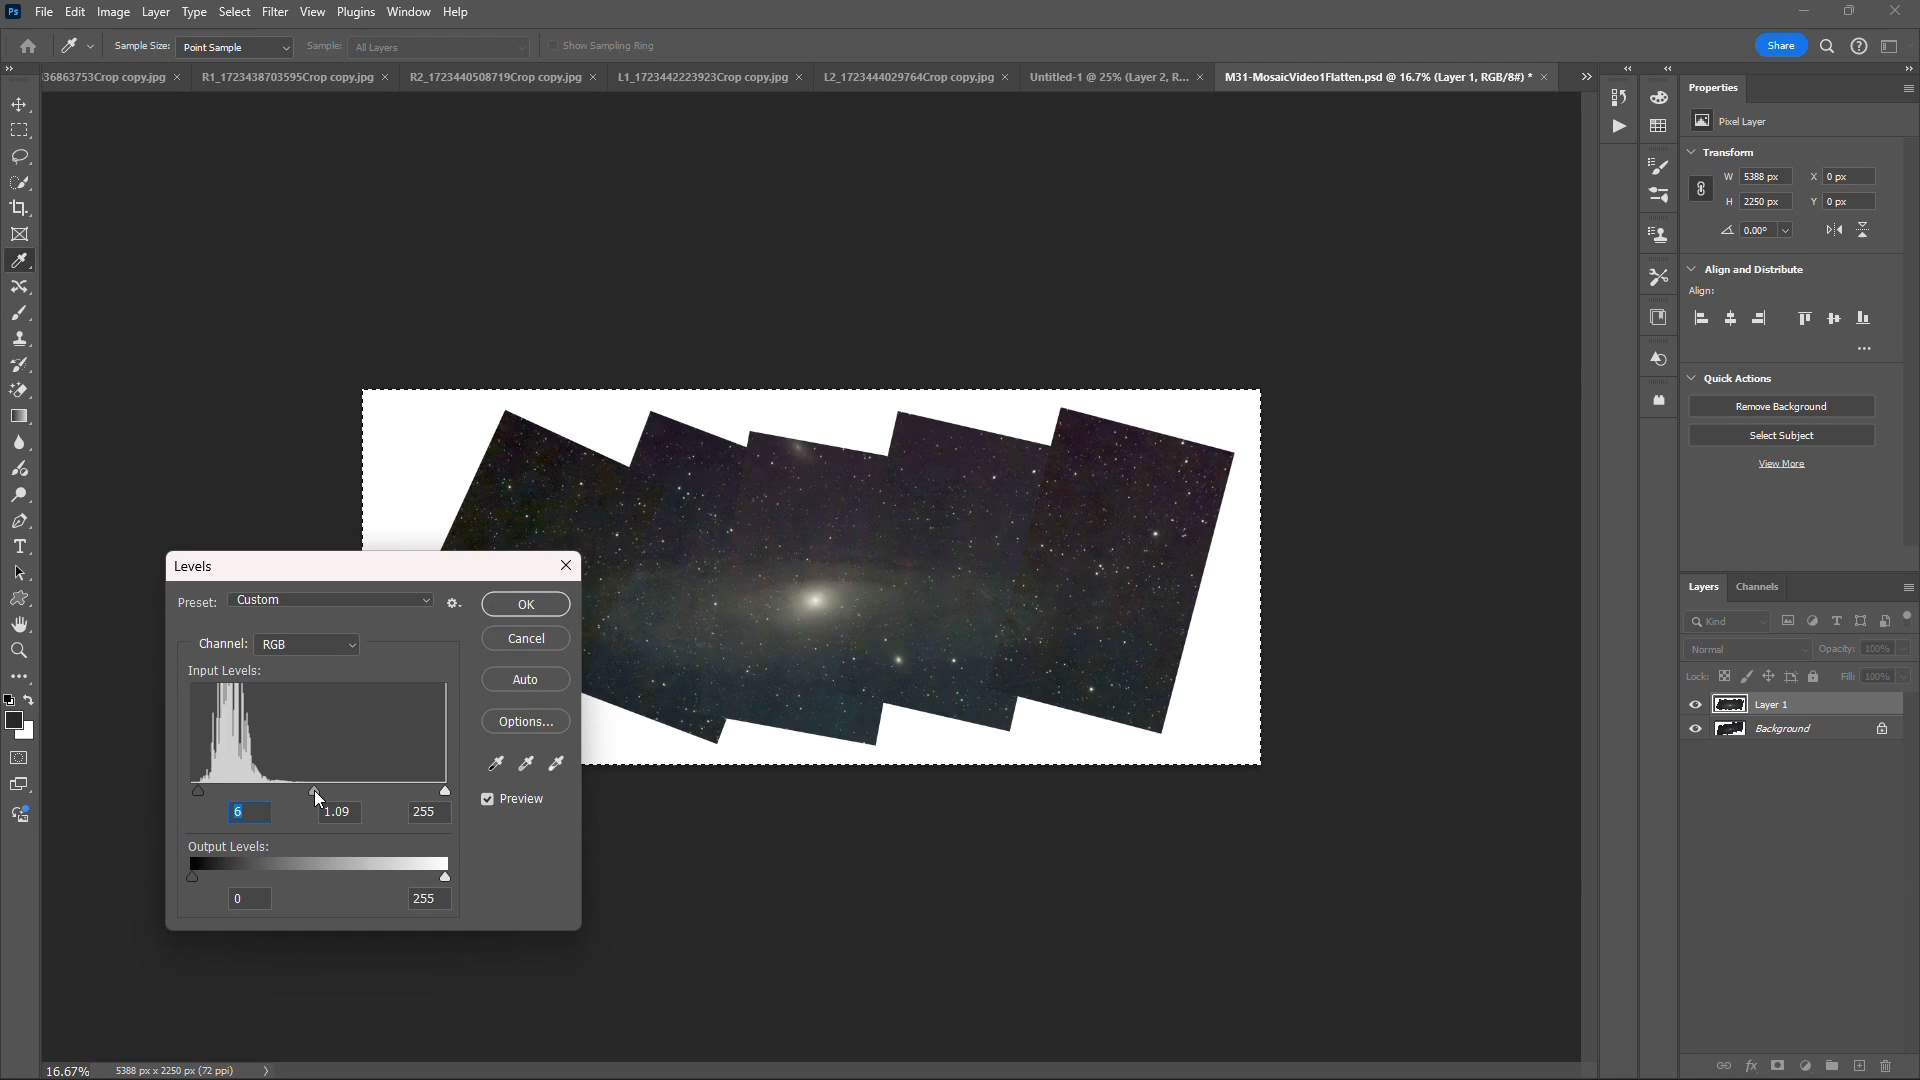 Ps File Edit Image Layer Type Select Filter View Plugins Window Help
Sample Size: Point Sample Sample: All Layers Show Sampling Ring Share
36863753Crop copy.jpg × R1_1723438703595Crop copy.jpg × R2_1723440508719Crop copy.jpg × L1_1723442223923Crop copy.jpg × L2_1723444029764Crop copy.jpg × Untitled-1 @ 25% (Layer 2, R... × M31-MosaicVideo1Flatten.psd @ 16.7% (Layer 1, RGB/8#) * ×
Properties
Pixel Layer
Transform
W 5388 px X 0 px
H 2250 px Y 0 px
0.00°
Align and Distribute
Align:
Quick Actions
Remove Background
Select Subject
View More
Levels
Preset: Custom
OK
Channel: RGB
Cancel
Input Levels:
Auto
Options...
Preview
6 1.09 255
Output Levels:
0 255
Layers Channels
Kind
Normal Opacity: 100%
Lock: Fill: 100%
Layer 1
Background
16.67% 5388 px x 2250 px (72 ppi)